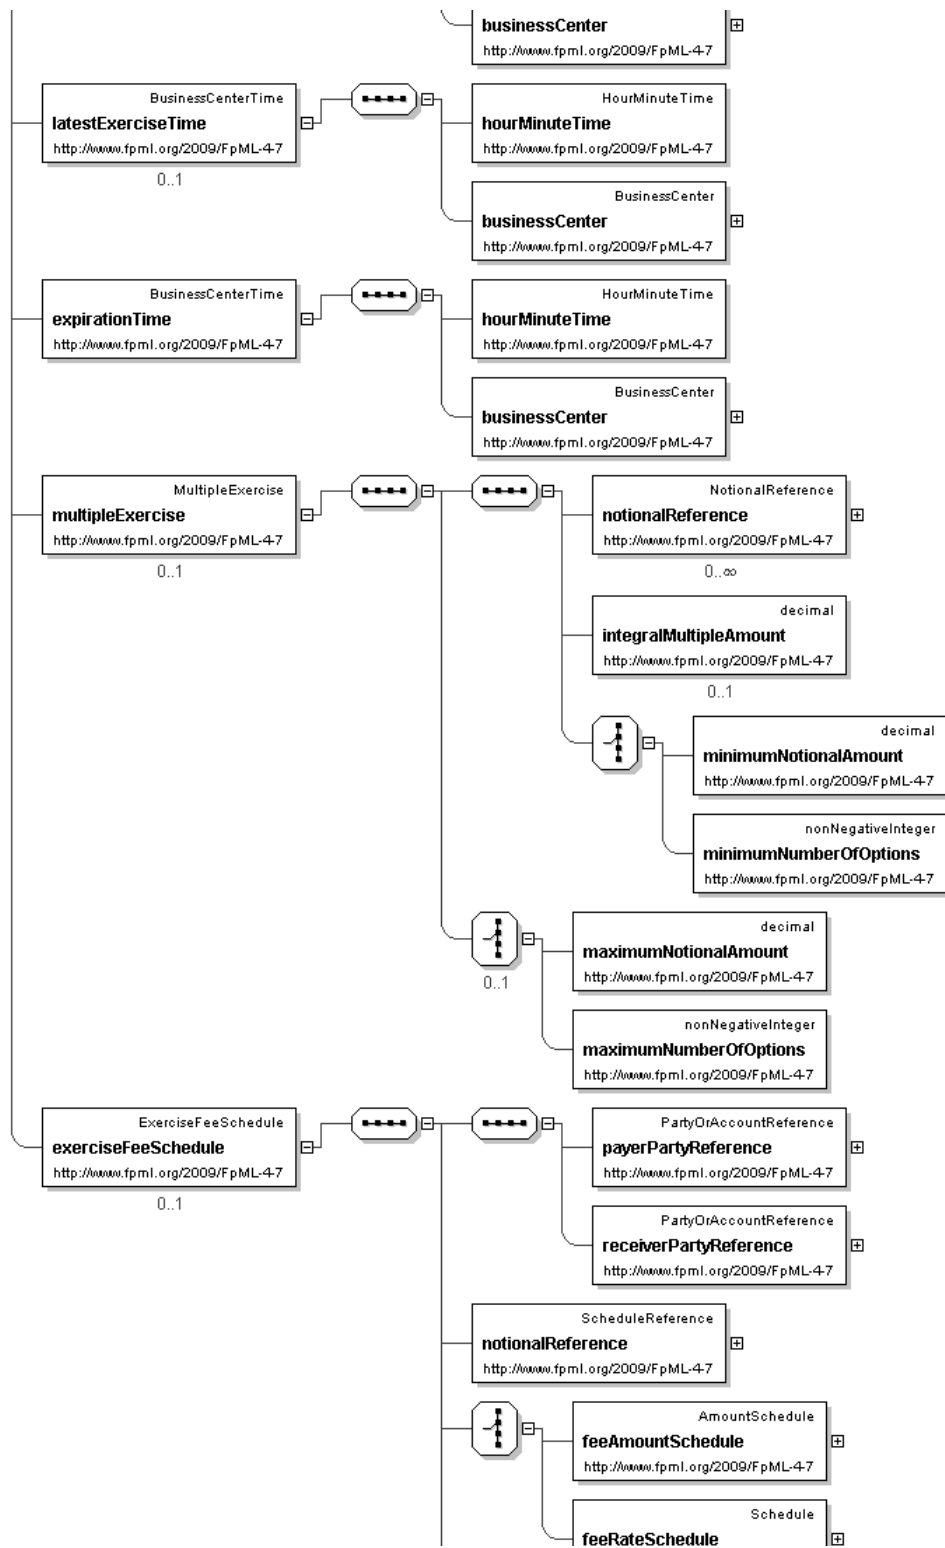 businessCenter
http://www.fpml.org/2009/FpML-4-7
BusinessCenterTime
latestExerciseTime
http://www.fpml.org/2009/FpML-4-7
0..1
HourMinuteTime
hourMinuteTime
http://www.fpml.org/2009/FpML-4-7
BusinessCenter
businessCenter
http://www.fpml.org/2009/FpML-4-7
BusinessCenterTime
expirationTime
http://www.fpml.org/2009/FpML-4-7
HourMinuteTime
hourMinuteTime
http://www.fpml.org/2009/FpML-4-7
BusinessCenter
businessCenter
http://www.fpml.org/2009/FpML-4-7
MultipleExercise
multipleExercise
http://www.fpml.org/2009/FpML-4-7
0..1
NotionalReference
notionalReference
http://www.fpml.org/2009/FpML-4-7
0..∞
decimal
integralMultipleAmount
http://www.fpml.org/2009/FpML-4-7
0..1
decimal
minimumNotionalAmount
http://www.fpml.org/2009/FpML-4-7
nonNegativeInteger
minimumNumberOfOptions
http://www.fpml.org/2009/FpML-4-7
0..1
decimal
maximumNotionalAmount
http://www.fpml.org/2009/FpML-4-7
nonNegativeInteger
maximumNumberOfOptions
http://www.fpml.org/2009/FpML-4-7
ExerciseFeeSchedule
exerciseFeeSchedule
http://www.fpml.org/2009/FpML-4-7
0..1
PartyOrAccountReference
payerPartyReference
http://www.fpml.org/2009/FpML-4-7
PartyOrAccountReference
receiverPartyReference
http://www.fpml.org/2009/FpML-4-7
ScheduleReference
notionalReference
http://www.fpml.org/2009/FpML-4-7
AmountSchedule
feeAmountSchedule
http://www.fpml.org/2009/FpML-4-7
Schedule
feeRateSchedule